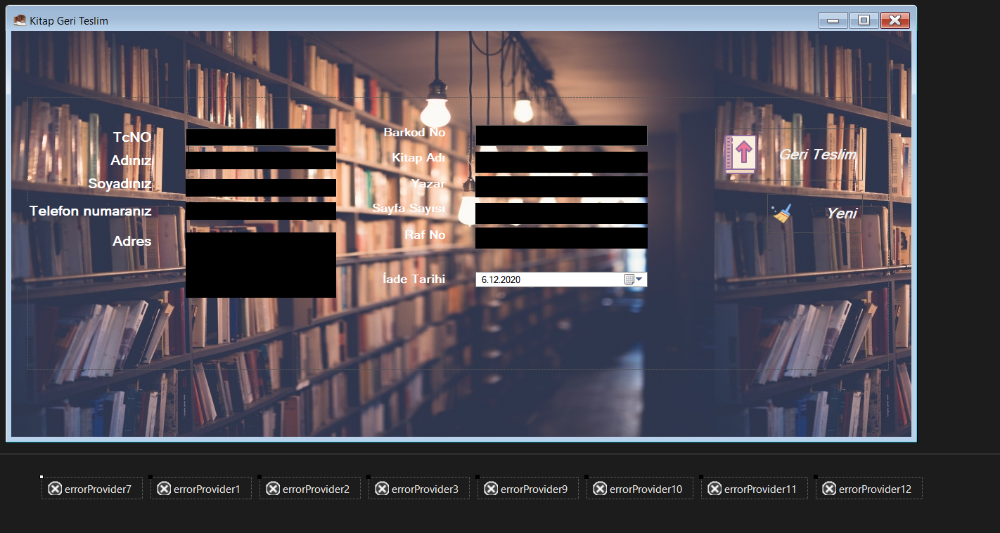 Kitap Geri Teslim
TcNO
Adınız
Soyadınız
Telefon numaranız
Adres
Barkod No
Kitap Adı
Yazar
Sayfa Sayısı
Raf No
İade Tarihi
6.12.2020
Geri Teslim
Yeni
errorProvider7
errorProvider1
errorProvider2
errorProvider3
errorProvider9
errorProvider10
errorProvider11
errorProvider12